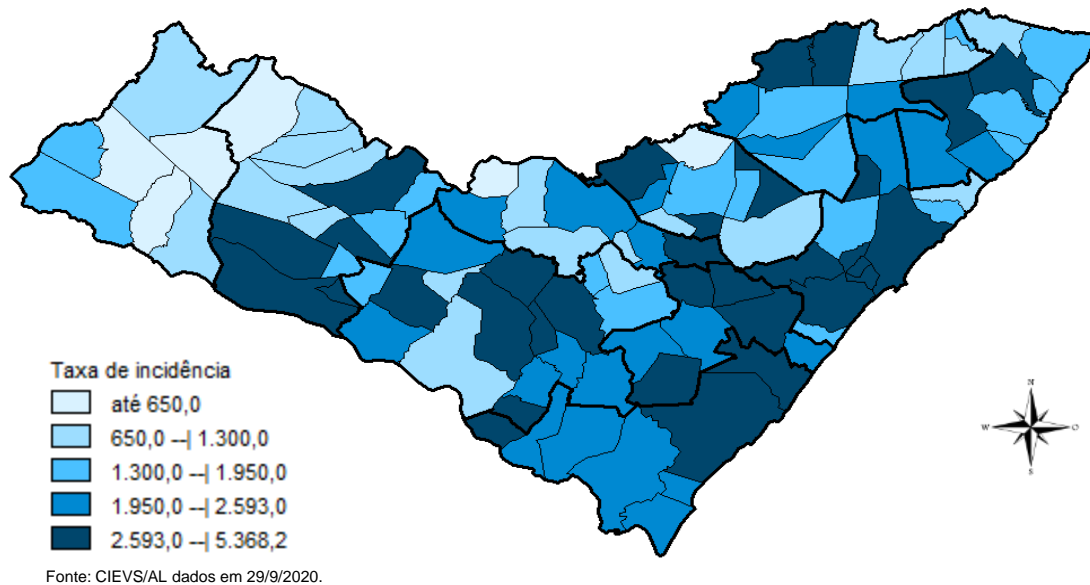 Taxa de incidência
até 650,0
650,0 --| 1.300,0
1.300,0 --| 1.950,0
1.950,0 --| 2.593,0
2.593,0 --| 5.368,2
Fonte: CIEVS/AL dados em 29/9/2020.
N
W
O
S